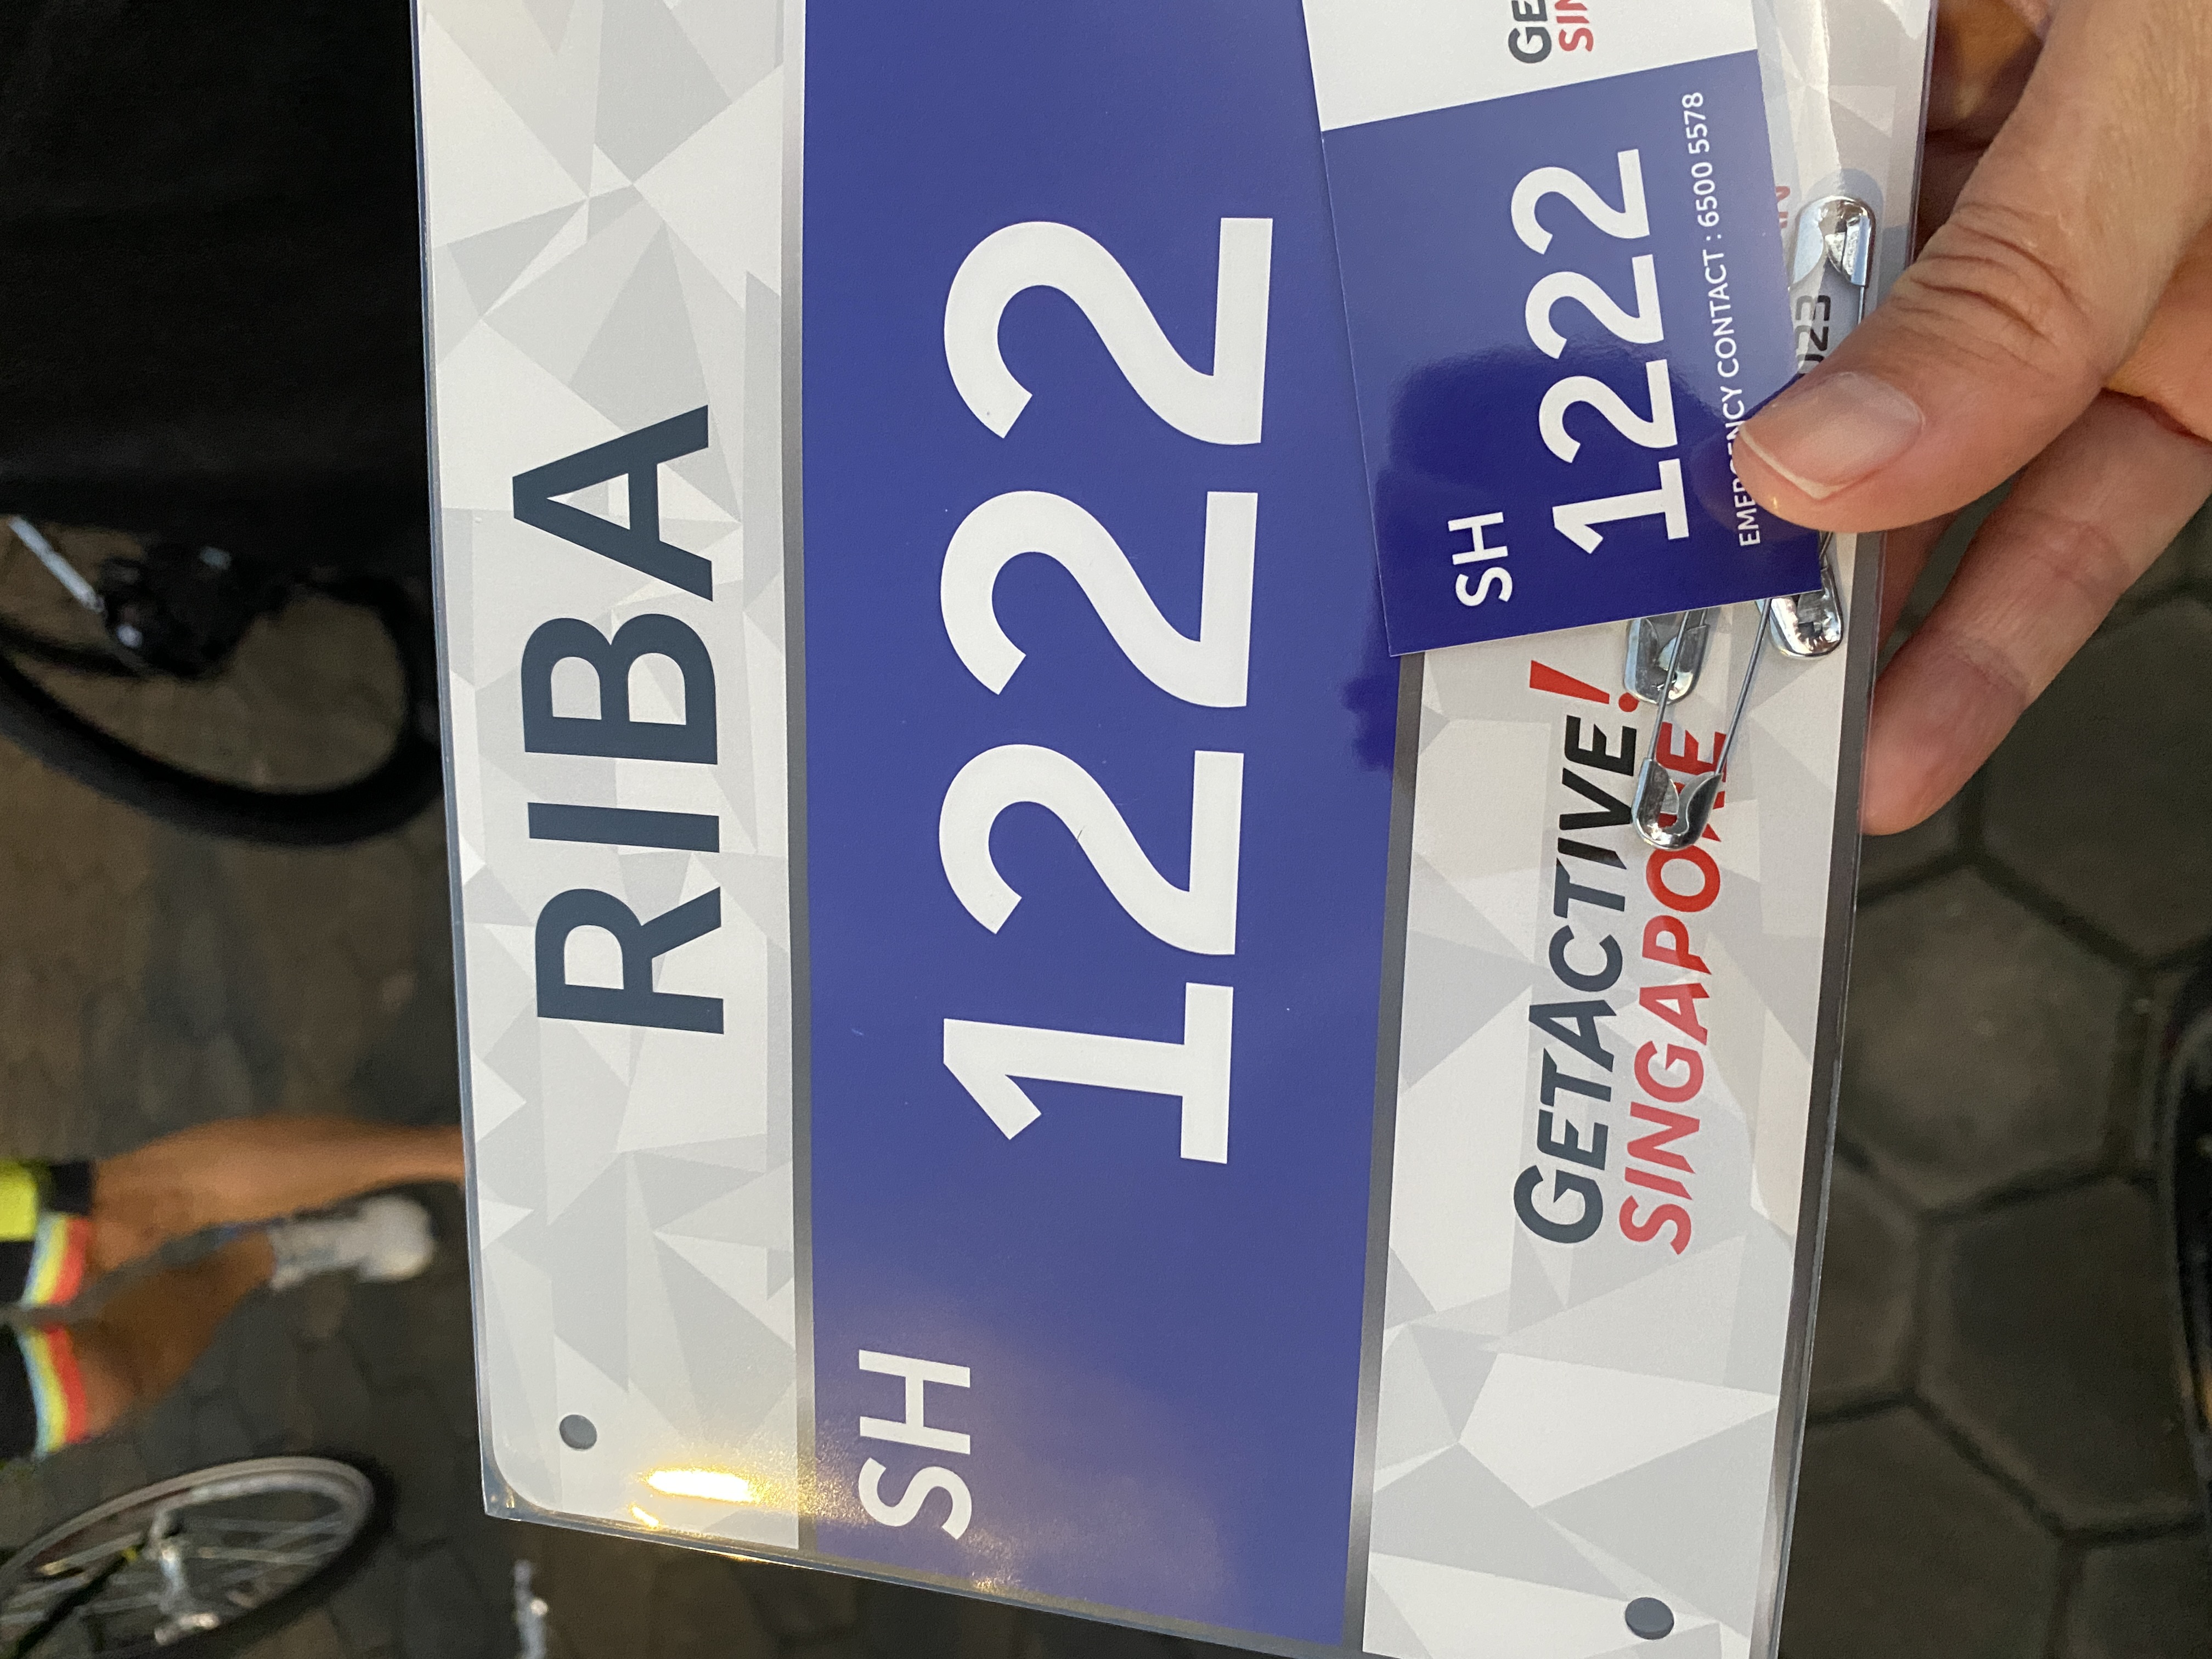 RIBA
SH
1222
GETACTIVE!
SINGAPORE
SH
1222
EMERGENCY CONTACT : 6500 5578